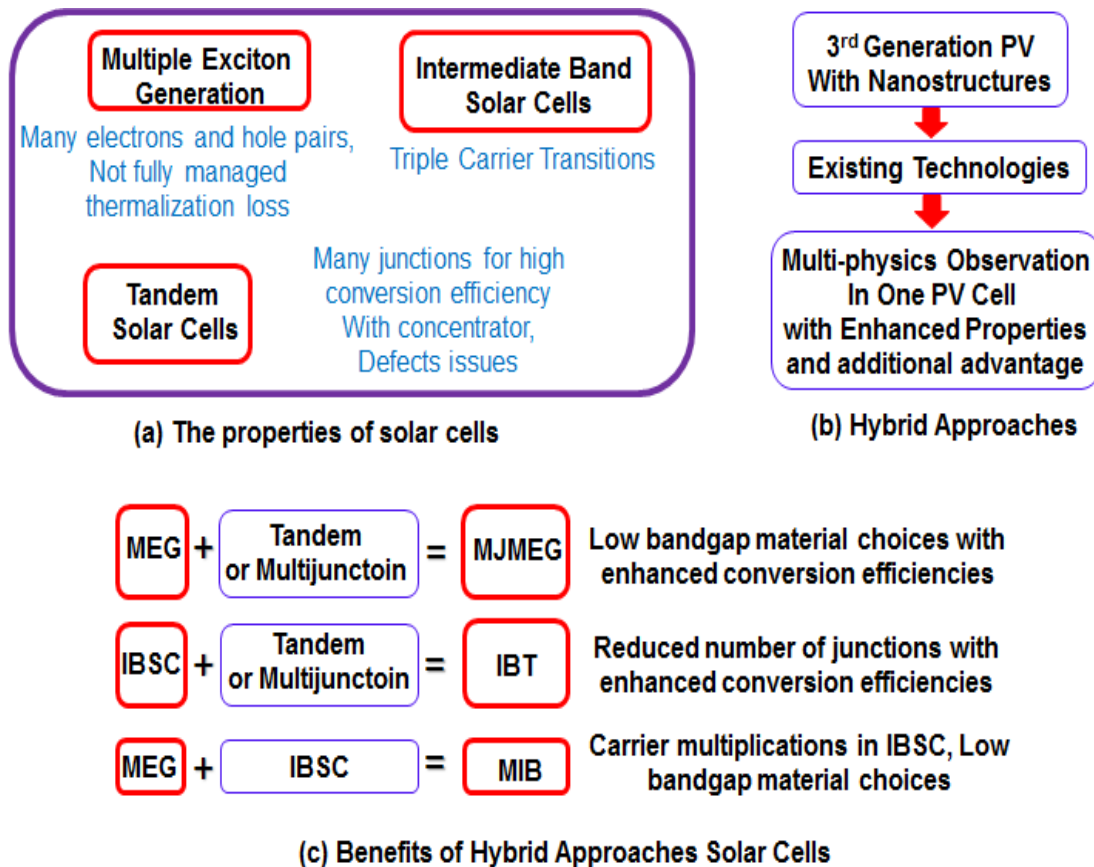 Multiple Exciton
Generation
Many electrons and hole pairs,
Not fully managed
thermalization loss
Intermediate Band
Solar Cells
Triple Carrier Transitions
Tandem
Solar Cells
Many junctions for high
conversion efficiency
With concentrator,
Defects issues
(a) The properties of solar cells
3rd Generation PV
With Nanostructures
Existing Technologies
Multi-physics Observation
In One PV Cell
with Enhanced Properties
and additional advantage
(b) Hybrid Approaches
MEG + Tandem
or Multijunctoin = MJMEG
Low bandgap material choices with
enhanced conversion efficiencies
IBSC + Tandem
or Multijunctoin = IBT
Reduced number of junctions with
enhanced conversion efficiencies
MEG + IBSC = MIB
Carrier multiplications in IBSC, Low
bandgap material choices
(c) Benefits of Hybrid Approaches Solar Cells